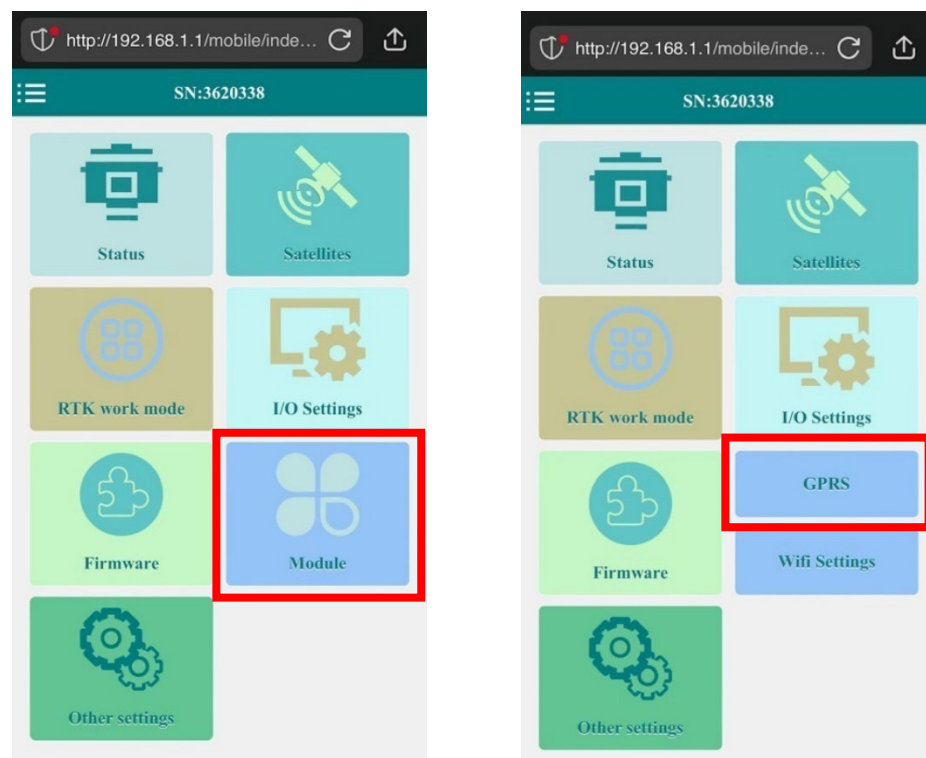 http://192.168.1.1/mobile/inde...
SN:3620338
Status
Satellites
RTK work mode
I/O Settings
Firmware
Module
Other settings
http://192.168.1.1/mobile/inde...
SN:3620338
Status
Satellites
RTK work mode
I/O Settings
GPRS
Firmware
Wifi Settings
Other settings